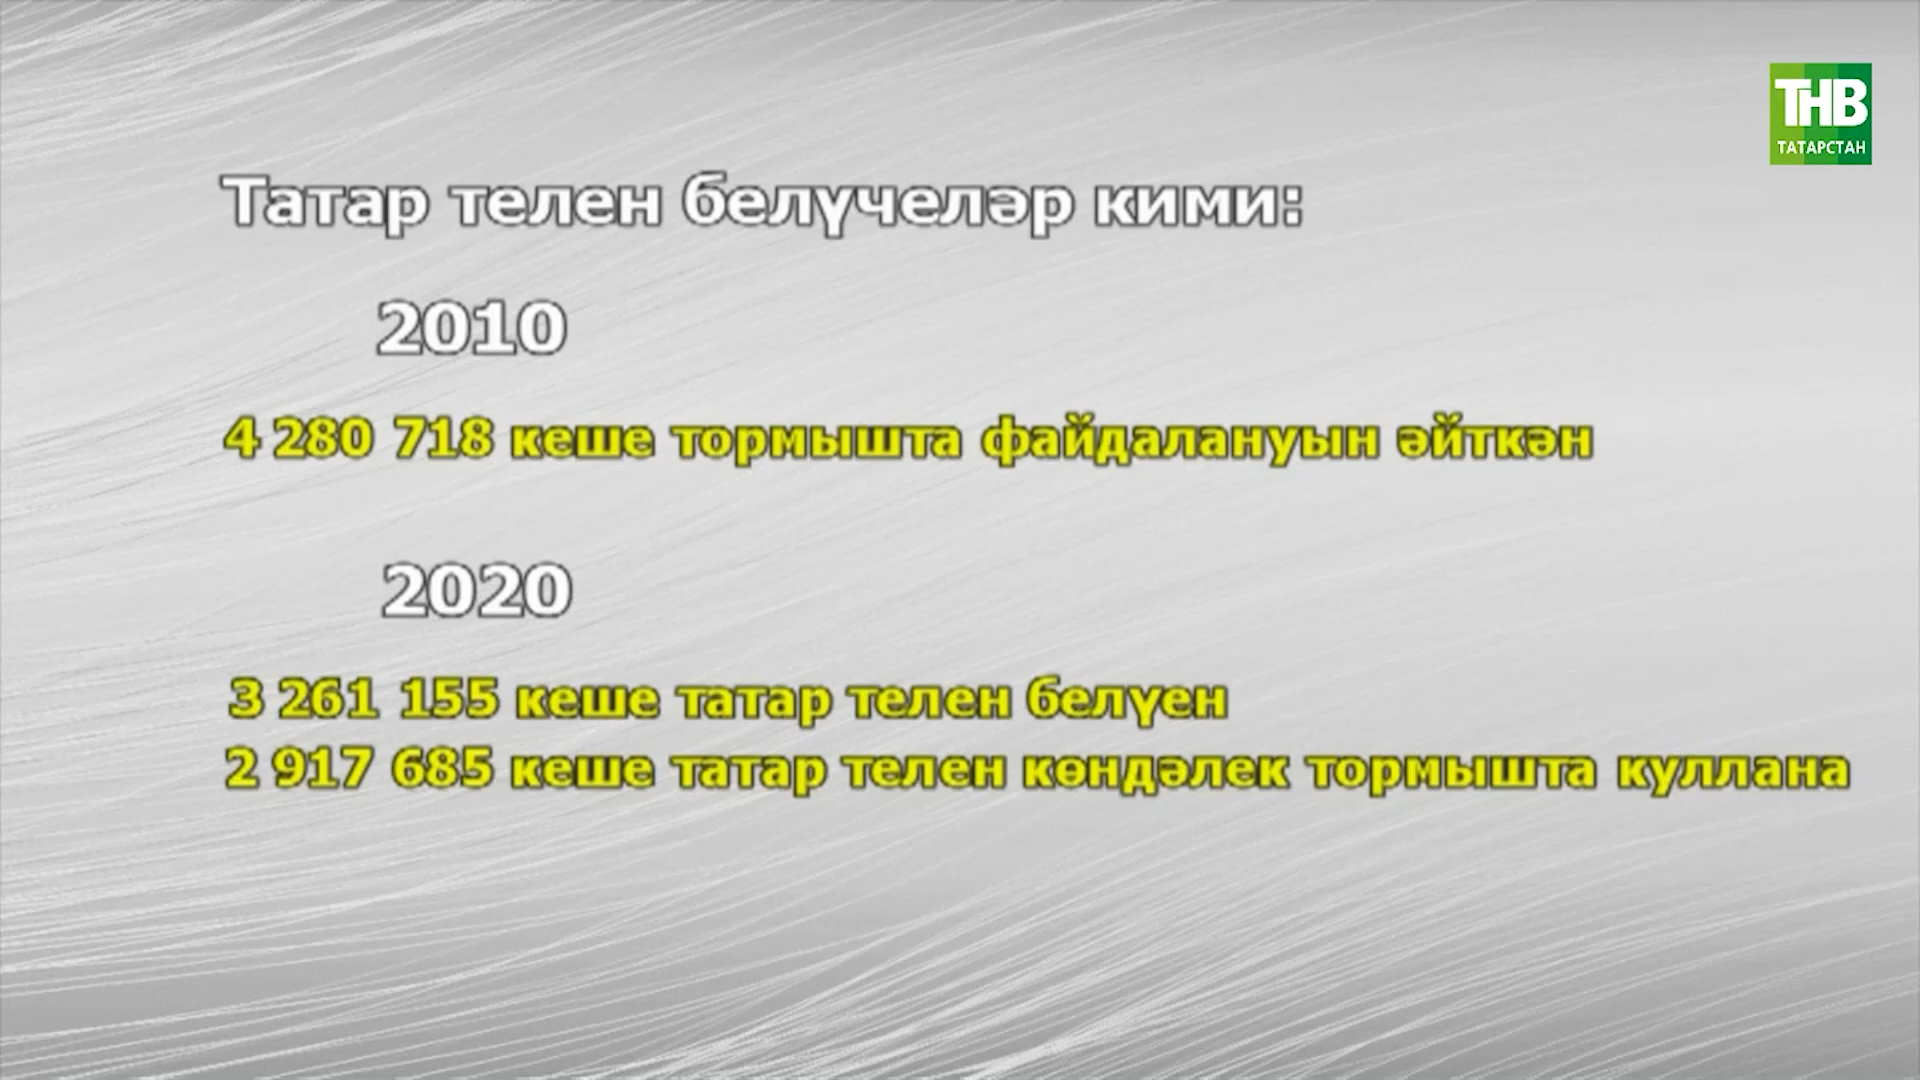 ТНВ
ТАТАРСТАН
Татар телен белүчеләр кими:
2010
4 280 718 кеше тормышта файдалануын әйткән
2020
3 261 155 кеше татар телен белүен
2 917 685 кеше татар телен көндәлек тормышта куллана